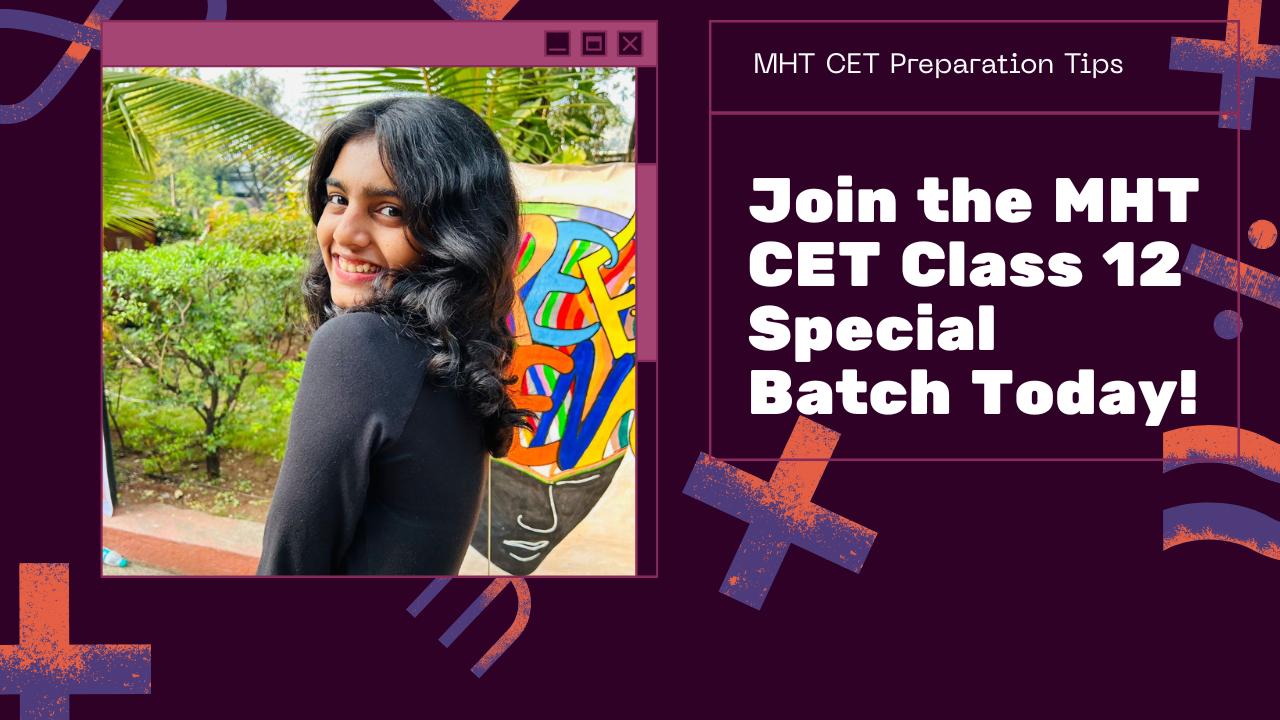 MHT CET Preparation Tips
Join the MHT
CET Class 12
Special
Batch Today!